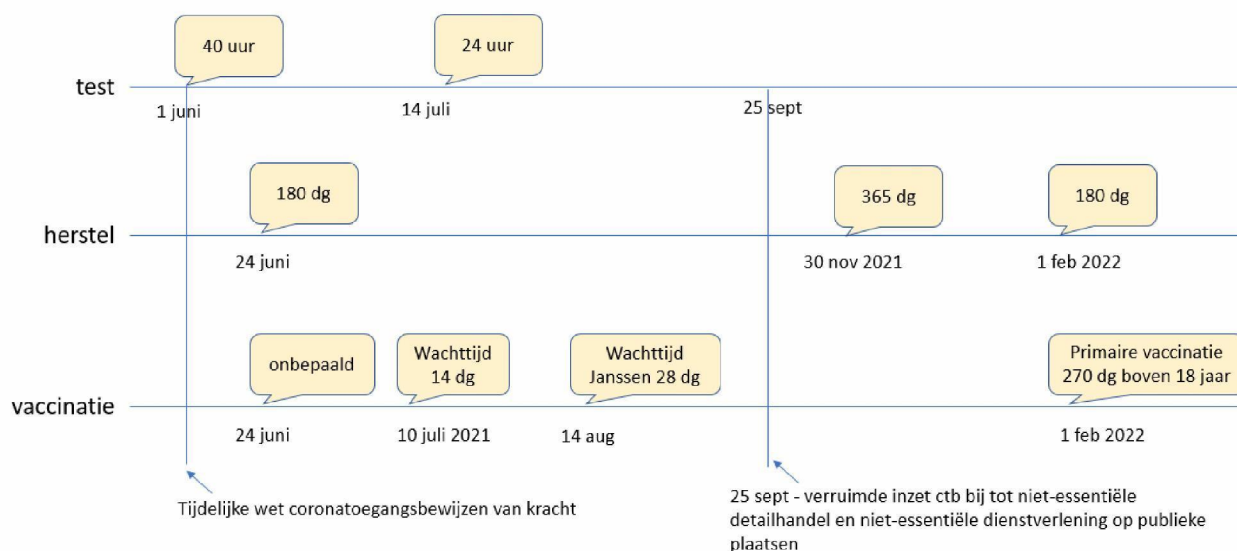 40 uur
24 uur
test
1 juni
14 juli
25 sept
180 dg
365 dg
180 dg
herstel
24 juni
30 nov 2021
1 feb 2022
onbepaald
Wachttijd
14 dg
Wachttijd
Janssen 28 dg
Primaire vaccinatie
270 dg boven 18 jaar
vaccinatie
24 juni
10 juli 2021
14 aug
1 feb 2022
Tijdelijke wet coronatoegangsbewijzen van kracht
25 sept - verruimde inzet ctb bij tot niet-essentiële
detailhandel en niet-essentiële dienstverlening op publieke
plaatsen